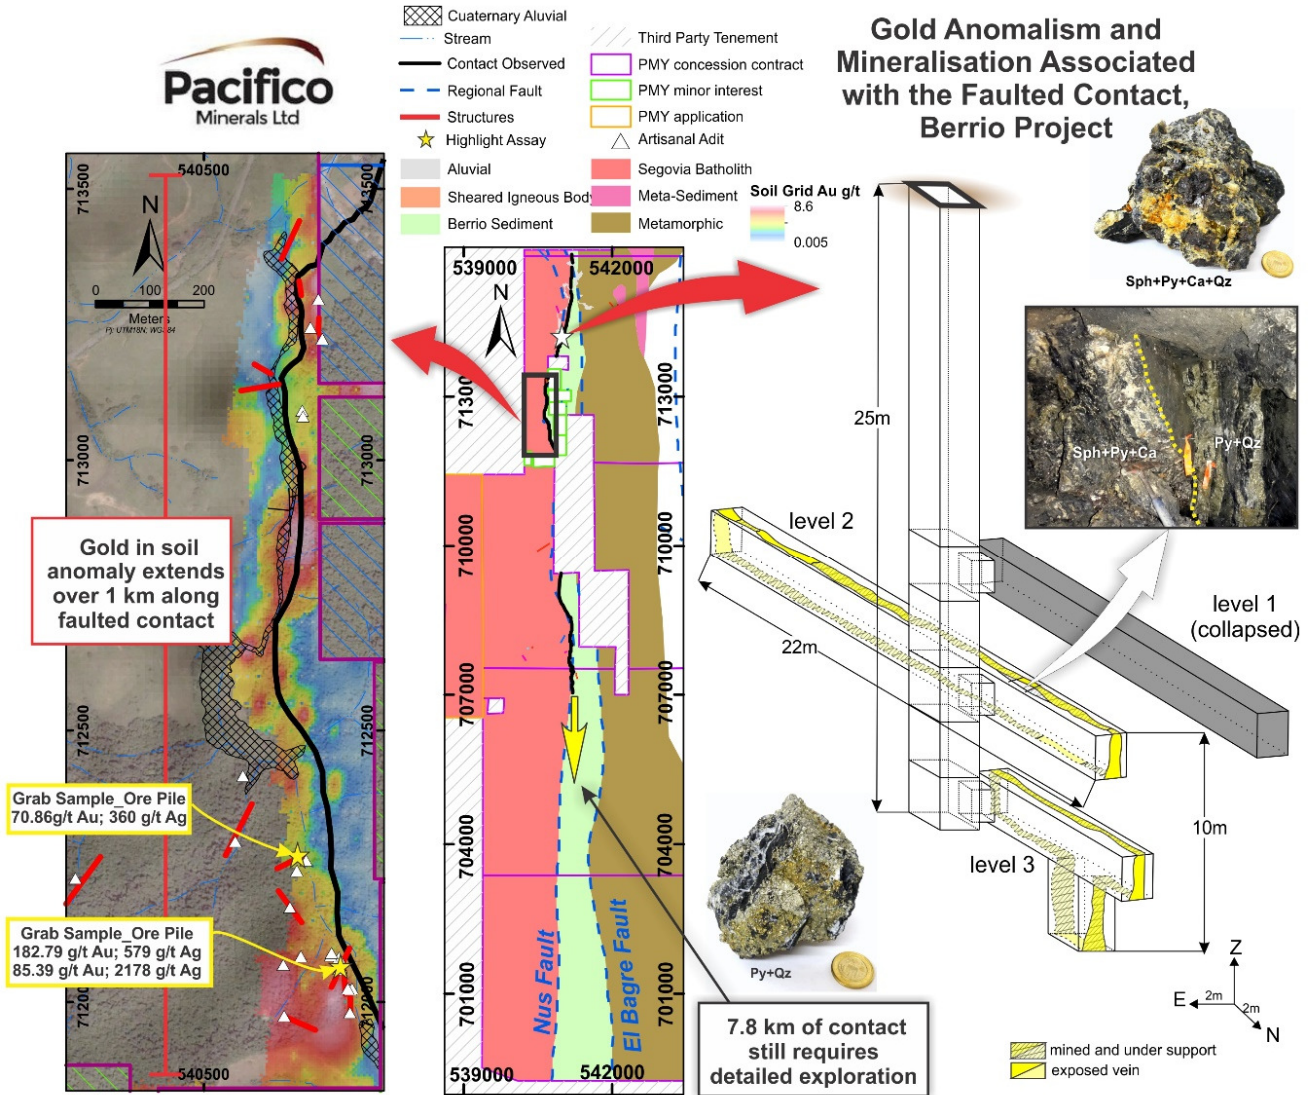 Pacifico
Minerals Ltd
Cuaternary Aluvial
Stream
Contact Observed
Regional Fault
Structures
Highlight Assay
Aluvial
Sheared Igneous Body
Berrio Sediment
Third Party Tenement
PMY concession contract
PMY minor interest
PMY application
Artisanal Adit
Segovia Batholith
Meta-Sediment
Metamorphic
Soil Grid Au g/t
8.6
0.005
Gold Anomalism and
Mineralisation Associated
with the Faulted Contact,
Berrio Project
Sph+Py+Ca+Qz
Sph+Py+Ca
Py+Qz
540500
713500
713500
N
0 100 200
Meters
Pj: UTM18N; WGS84
713000
713000
Gold in soil
anomaly extends
over 1 km along
faulted contact
712500
712500
Grab Sample_Ore Pile
70.86g/t Au; 360 g/t Ag
Grab Sample_Ore Pile
182.79 g/t Au; 579 g/t Ag
85.39 g/t Au; 2178 g/t Ag
712000
712000
540500
539000
542000
N
713000
713000
710000
710000
707000
707000
704000
704000
701000
701000
Nus Fault
El Bagre Fault
539000
542000
7.8 km of contact
still requires
detailed exploration
25m
level 2
22m
level 1
(collapsed)
level 3
10m
Py+Qz
Z
E
2m
2m
N
mined and under support
exposed vein